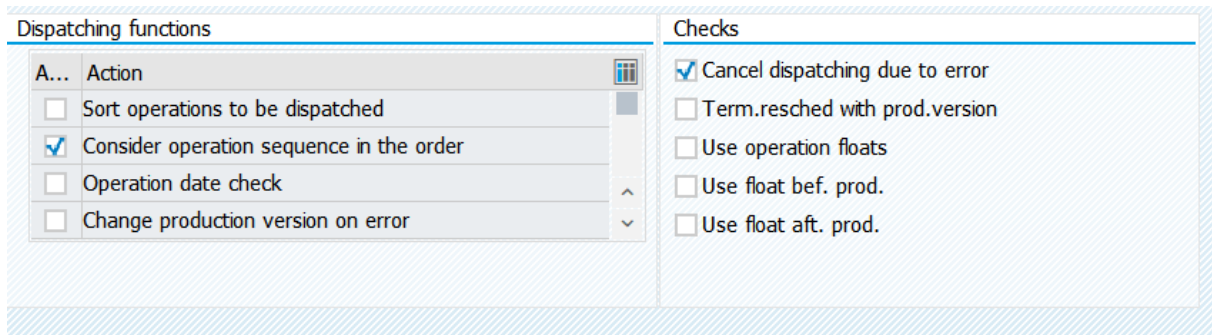 Dispatching functions
A... Action
Sort operations to be dispatched
Consider operation sequence in the order
Operation date check
Change production version on error
Checks
Cancel dispatching due to error
Term.resched with prod.version
Use operation floats
Use float bef. prod.
Use float aft. prod.